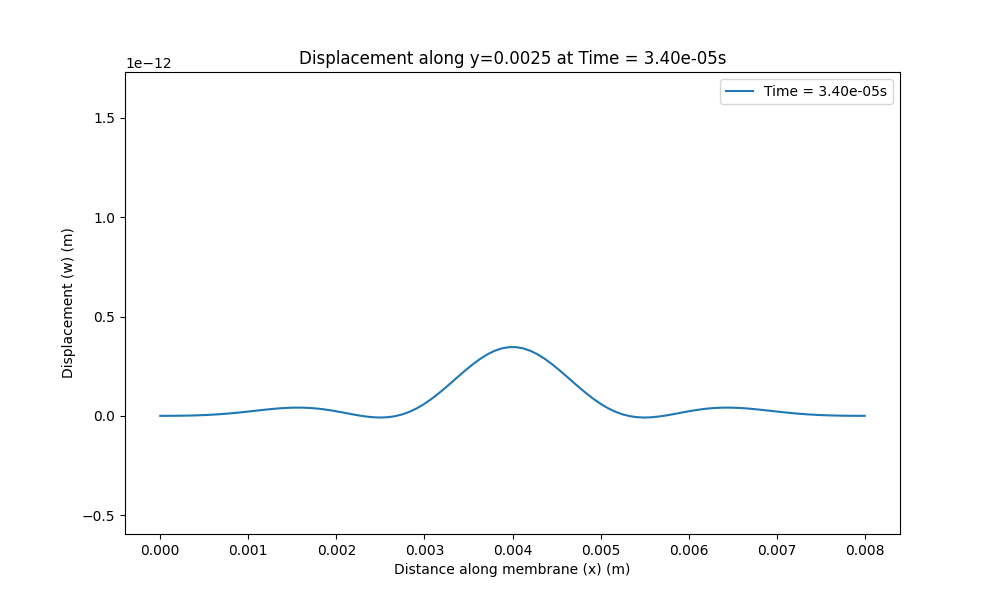 Displacement along y=0.0025 at Time = 3.40e-05
1e−12
Time = 3.40e-05s
1.5
1.0
0.5
0.0
−0.5
Displacement (w) (m)
0.000 0.001 0.002 0.003 0.004 0.005 0.006 0.007 0.008
Distance along membrane (x) (m)